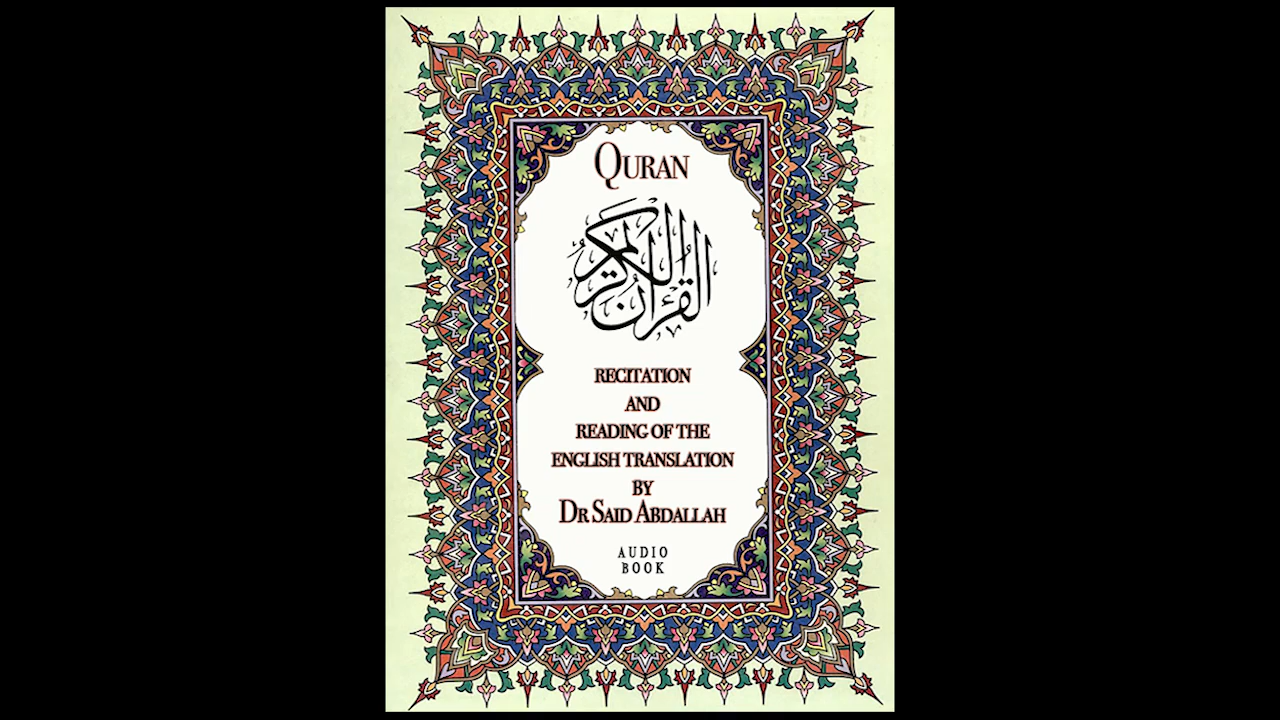 QURAN
القرآن الكريم
RECITATION
AND
READING OF THE
ENGLISH TRANSLATION
BY
DR SAID ABDALLAH
AUDIO
BOOK